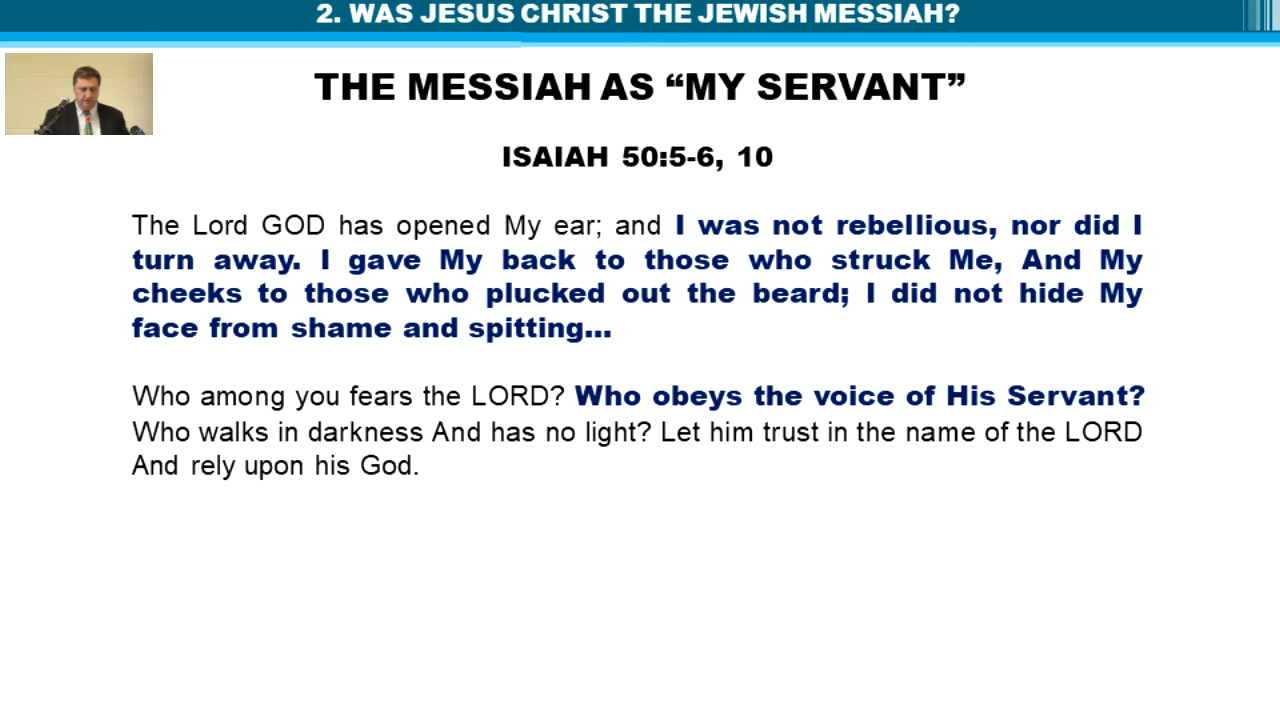 2. WAS JESUS CHRIST THE JEWISH MESSIAH?
THE MESSIAH AS “MY SERVANT”
ISAIAH 50:5-6, 10
The Lord GOD has opened My ear; and I was not rebellious, nor did I
turn away. I gave My back to those who struck Me, And My
cheeks to those who plucked out the beard; I did not hide My
face from shame and spitting...
Who among you fears the LORD? Who obeys the voice of His Servant?
Who walks in darkness And has no light? Let him trust in the name of the LORD
And rely upon his God.